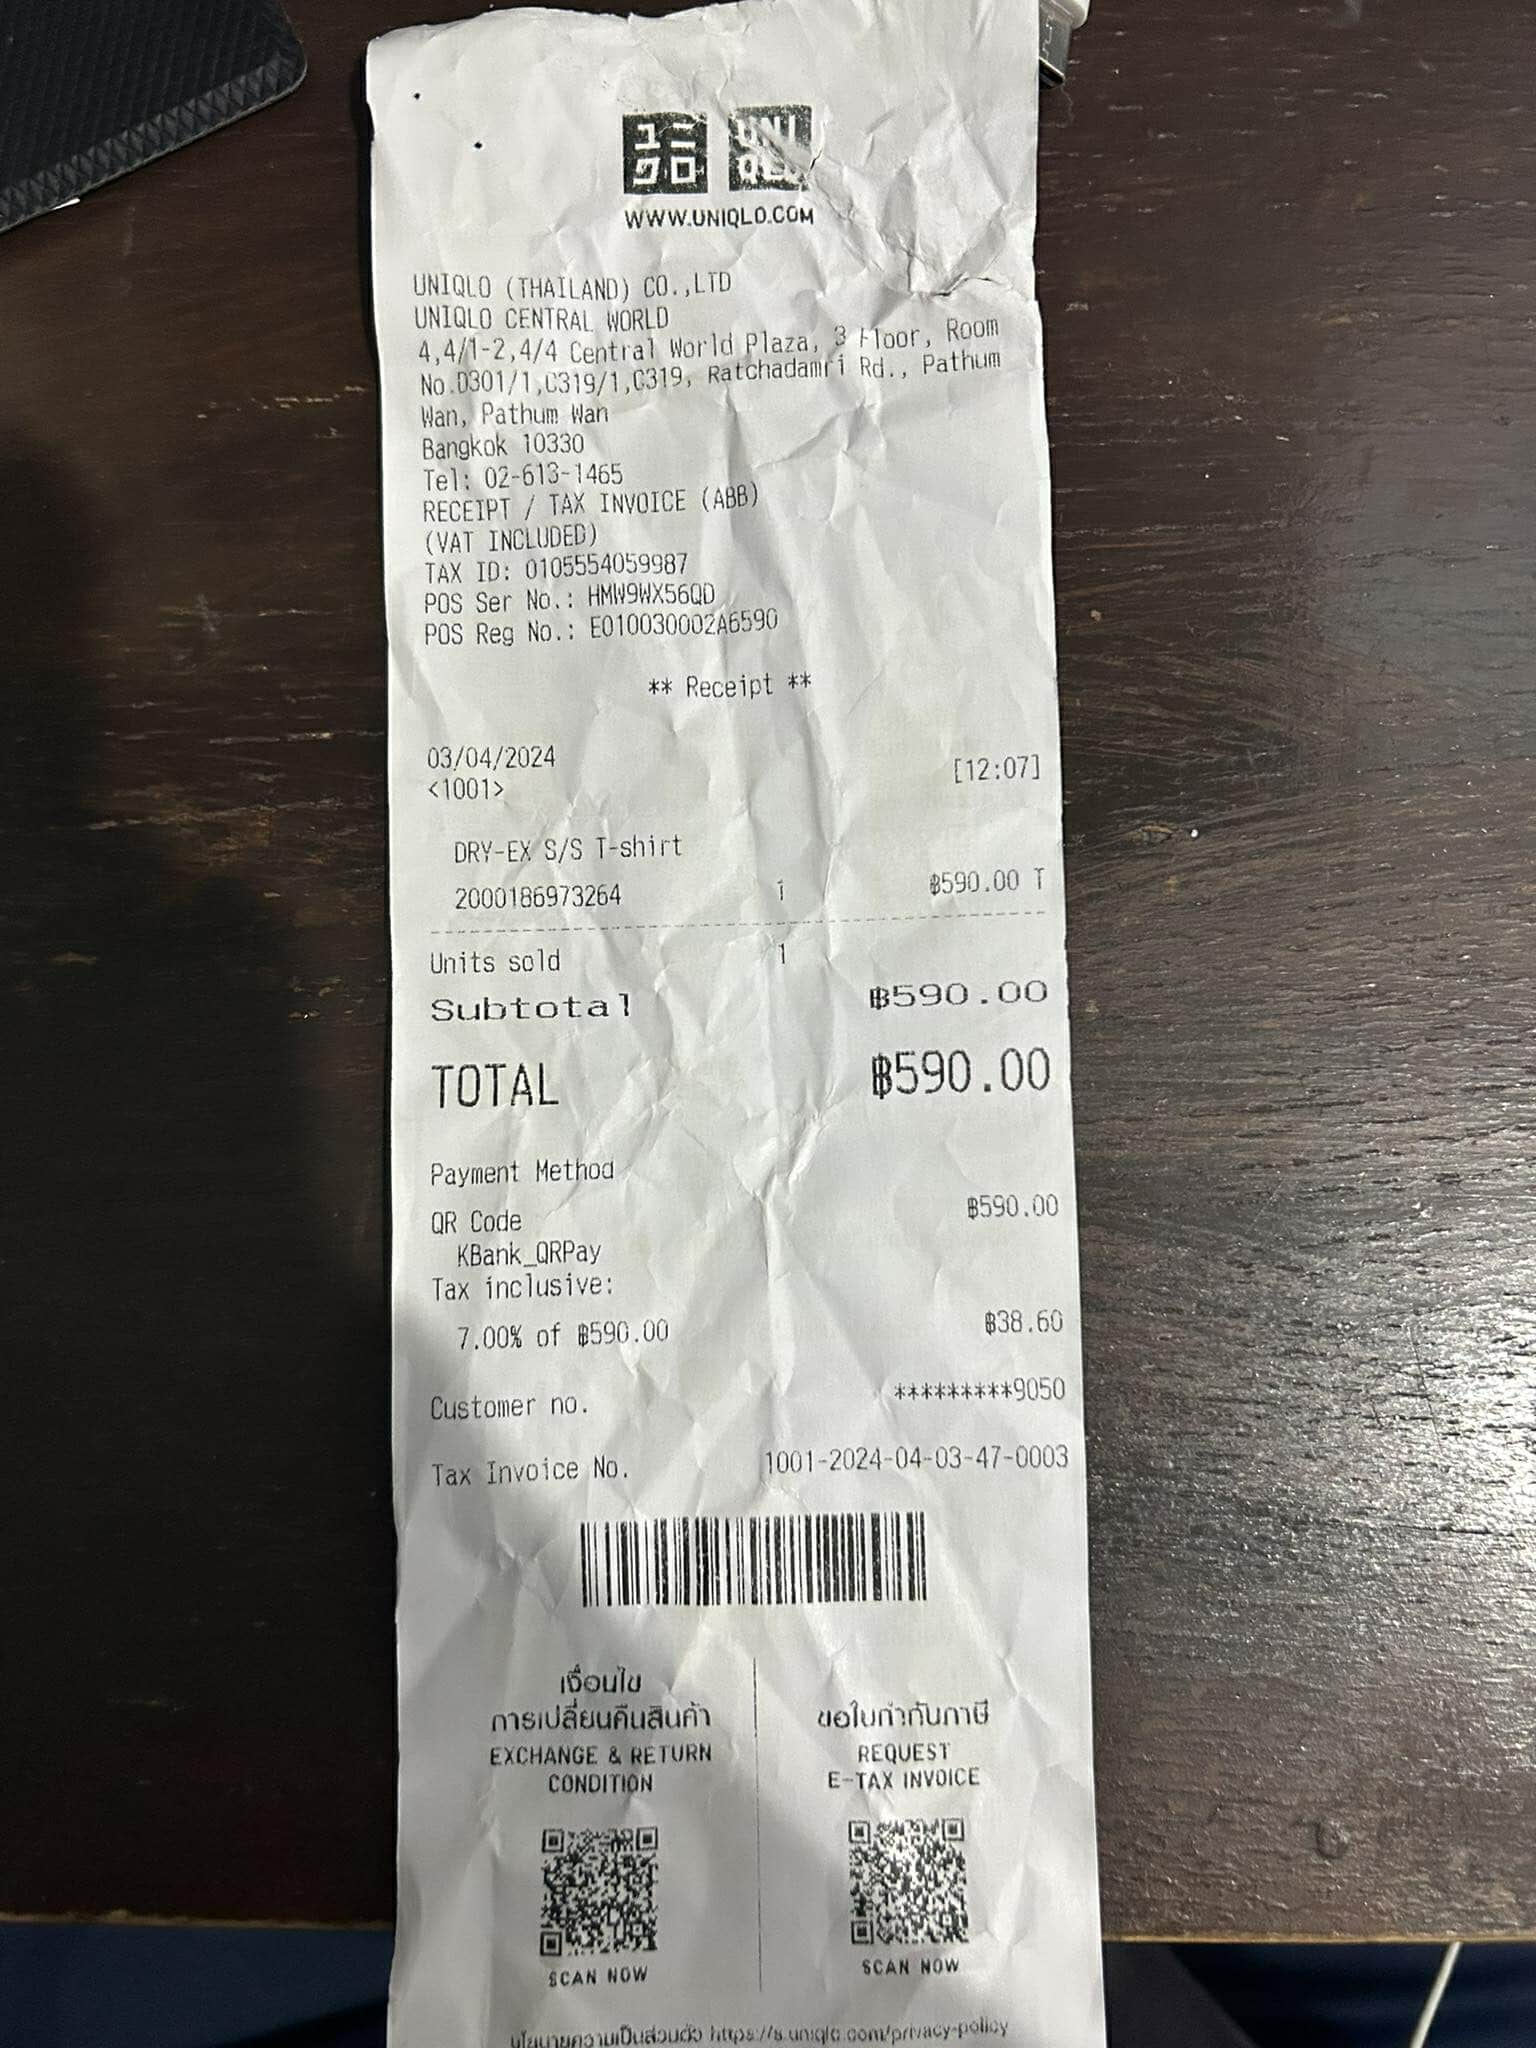 ユニ UNI
クロ QLO
WWW.UNIQLO.COM
UNIQLO (THAILAND) CO.,LTD
UNIQLO CENTRAL WORLD
4,4/1-2,4/4 Central World Plaza, 3 Floor, Room
No.D301/1,C319/1,C319, Ratchadamri Rd., Pathum
Wan, Pathum Wan
Bangkok 10330
Tel: 02-613-1465
RECEIPT / TAX INVOICE (ABB)
(VAT INCLUDED)
TAX ID: 0105554059987
POS Ser No.: HMW9WX56QD
POS Reg No.: E010030002A6590
** Receipt **
03/04/2024
<1001> [12:07]
DRY-EX S/S T-shirt
2000186973264 1 ฿590.00 T
Units sold 1
Subtotal ฿590.00
TOTAL ฿590.00
Payment Method
QR Code ฿590.00
KBank_QRPay
Tax inclusive:
7.00% of ฿590.00 ฿38.60
Customer no. *********9050
Tax Invoice No. 1001-2024-04-03-47-0003
เงื่อนไข
การเปลี่ยนคืนสินค้า
EXCHANGE & RETURN
CONDITION
SCAN NOW
ขอใบกำกับภาษี
REQUEST
E-TAX INVOICE
SCAN NOW
นโยบายความเป็นส่วนตัว https://s.uniqlo.com/privacy-policy